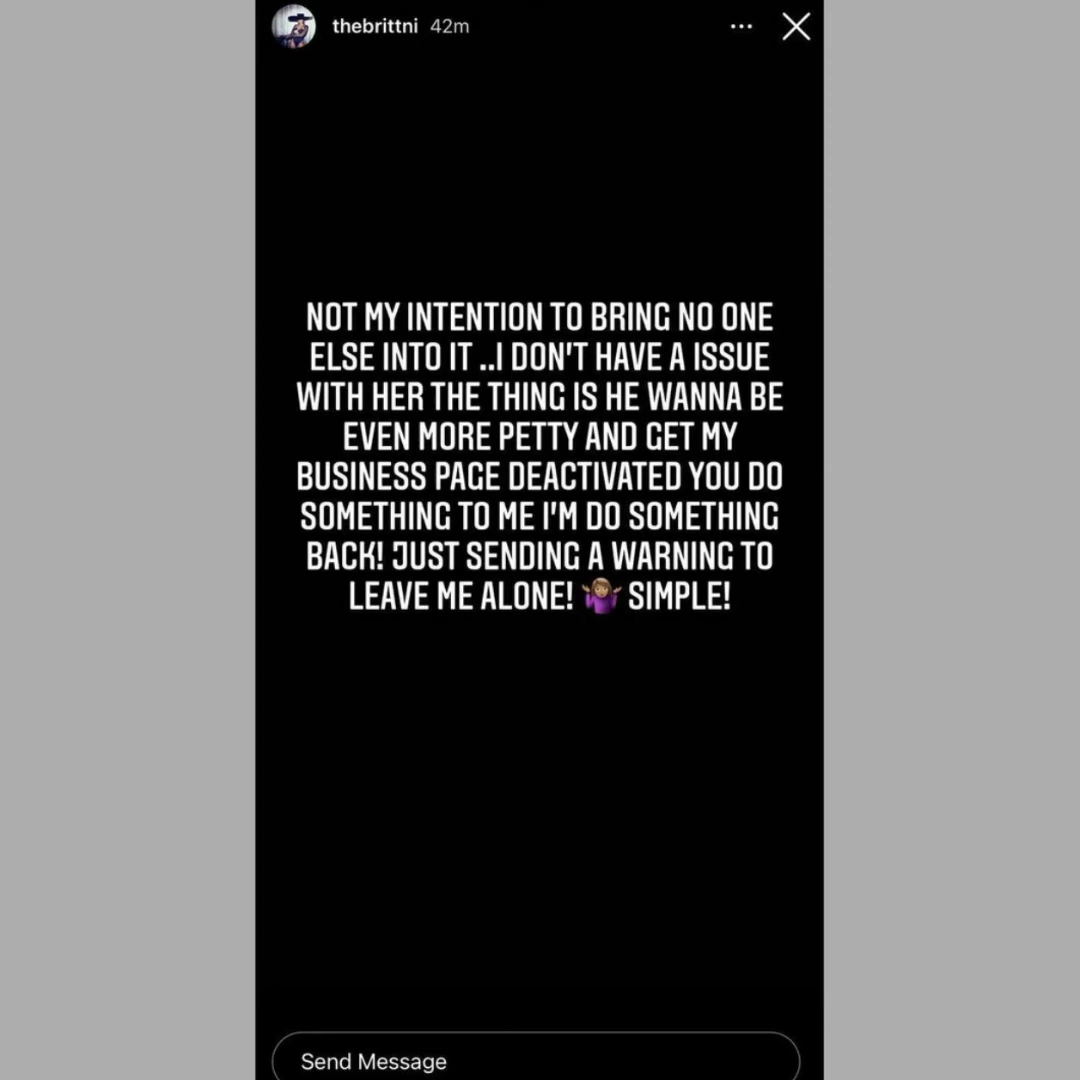 thebrittni 42m
NOT MY INTENTION TO BRING NO ONE
ELSE INTO IT ..I DON'T HAVE A ISSUE
WITH HER THE THING IS HE WANNA BE
EVEN MORE PETTY AND GET MY
BUSINESS PAGE DEACTIVATED YOU DO
SOMETHING TO ME I'M DO SOMETHING
BACK! JUST SENDING A WARNING TO
LEAVE ME ALONE! 🤷🏽‍♀️ SIMPLE!
Send Message